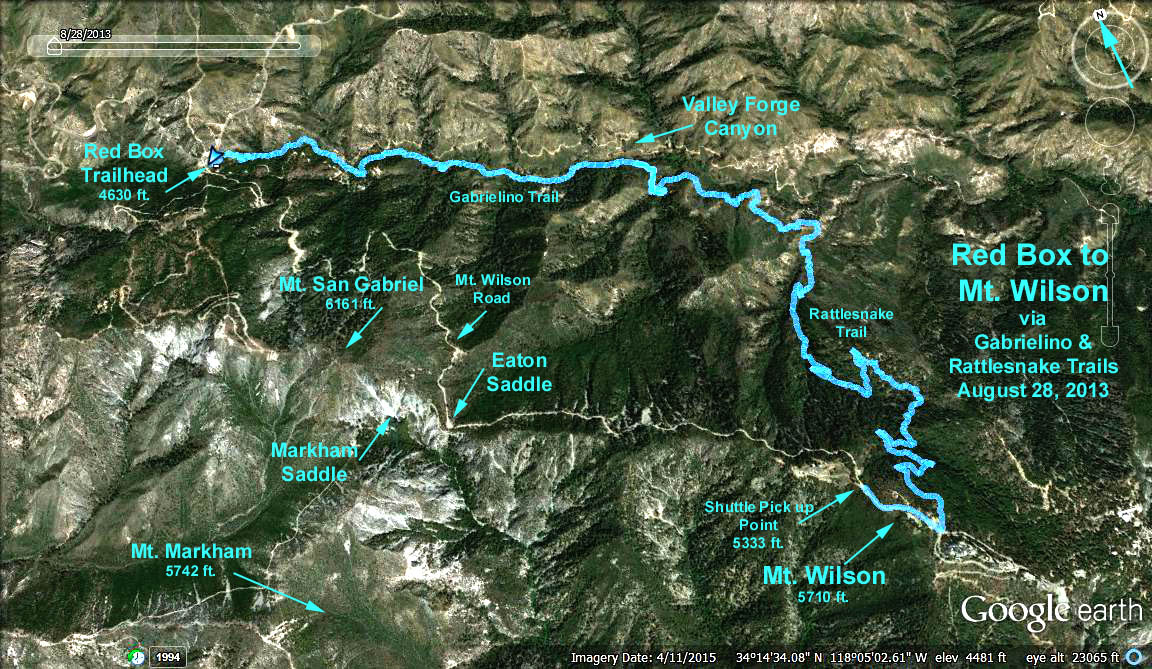 8/28/2013
N
Valley Forge
Canyon
Red Box
Trailhead
4630 ft.
Gabrielino Trail
Red Box to
Mt. Wilson
via
Gabrielino &
Rattlesnake Trails
August 28, 2013
Mt. San Gabriel
6161 ft.
Mt. Wilson
Road
Rattlesnake
Trail
Eaton
Saddle
Markham
Saddle
Shuttle Pick up
Point
5333 ft.
Mt. Markham
5742 ft.
Mt. Wilson
5710 ft.
Google earth
1994
Imagery Date: 4/11/2015 34°14'34.08" N 118°05'02.61" W elev 4481 ft eye alt 23065 ft